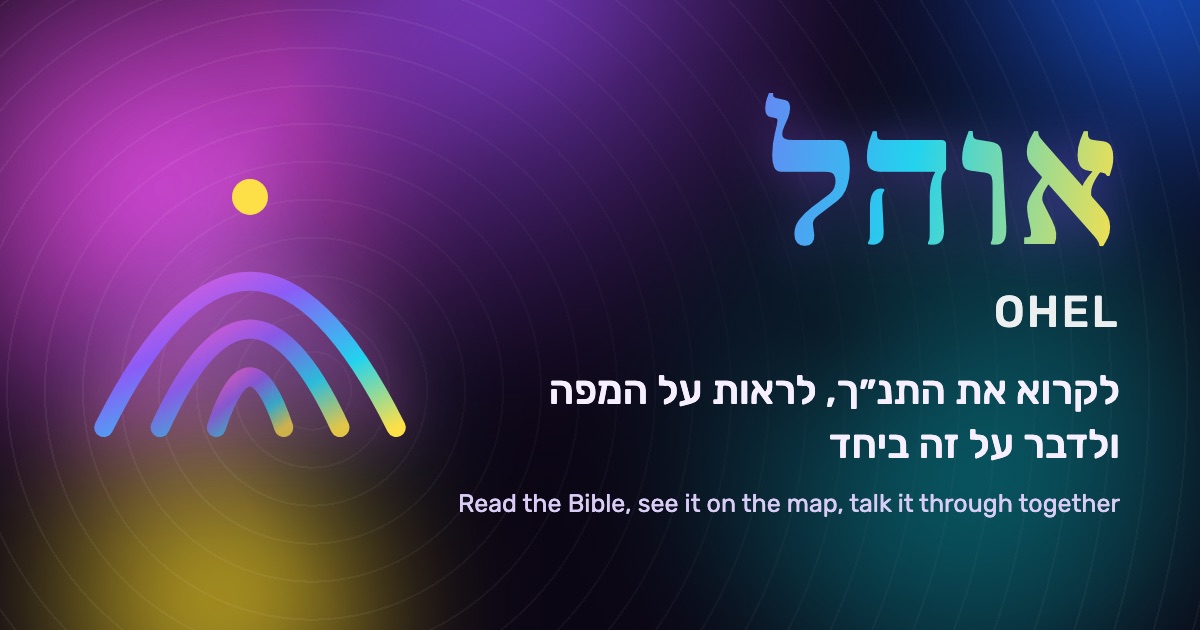 אוהל
OHEL
לקרוא את התנ״ך, לראות על המפה
ולדבר על זה ביחד
Read the Bible, see it on the map, talk it through together